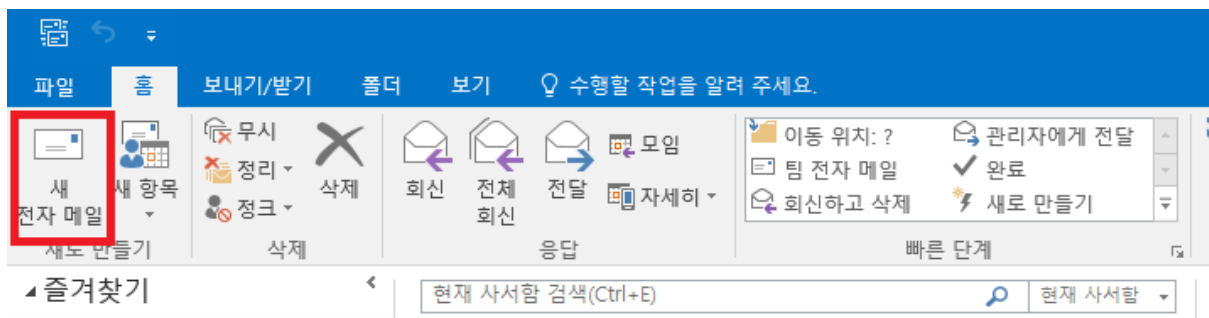 파일 홈 보내기/받기 폴더 보기 수행할 작업을 알려 주세요.
새
전자 메일
새 항목
무시
정리
정크
삭제
회신
전체
회신
전달
모임
자세히
이동 위치: ?
팀 전자 메일
회신하고 삭제
관리자에게 전달
완료
새로 만들기
새로 만들기
삭제
응답
빠른 단계
즐겨찾기
현재 사서함 검색(Ctrl+E)
현재 사서함